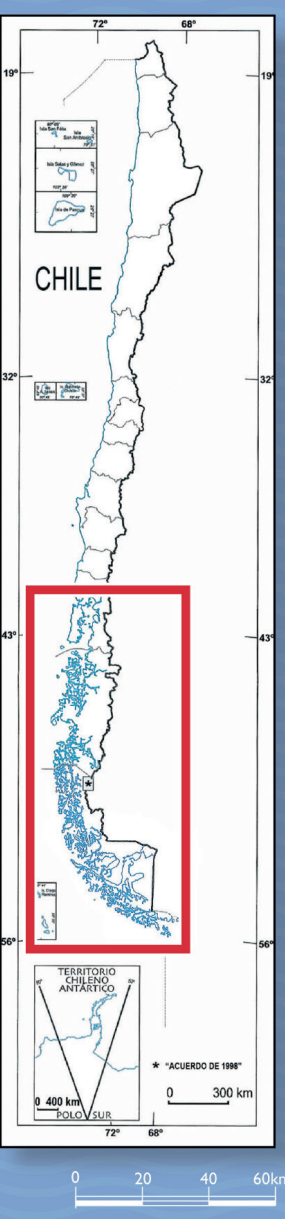 72° 68°
19° 19°
Isla San Félix
Isla
San Ambrosio
Isla Salas y Gómez
Isla de Pascua
CHILE
32° 32°
43° 43°
*
56° 56°
TERRITORIO
CHILENO
ANTÁRTICO
0 400 km
POLO SUR
* "ACUERDO DE 1998"
0 300 km
72° 68°
0 20 40 60km